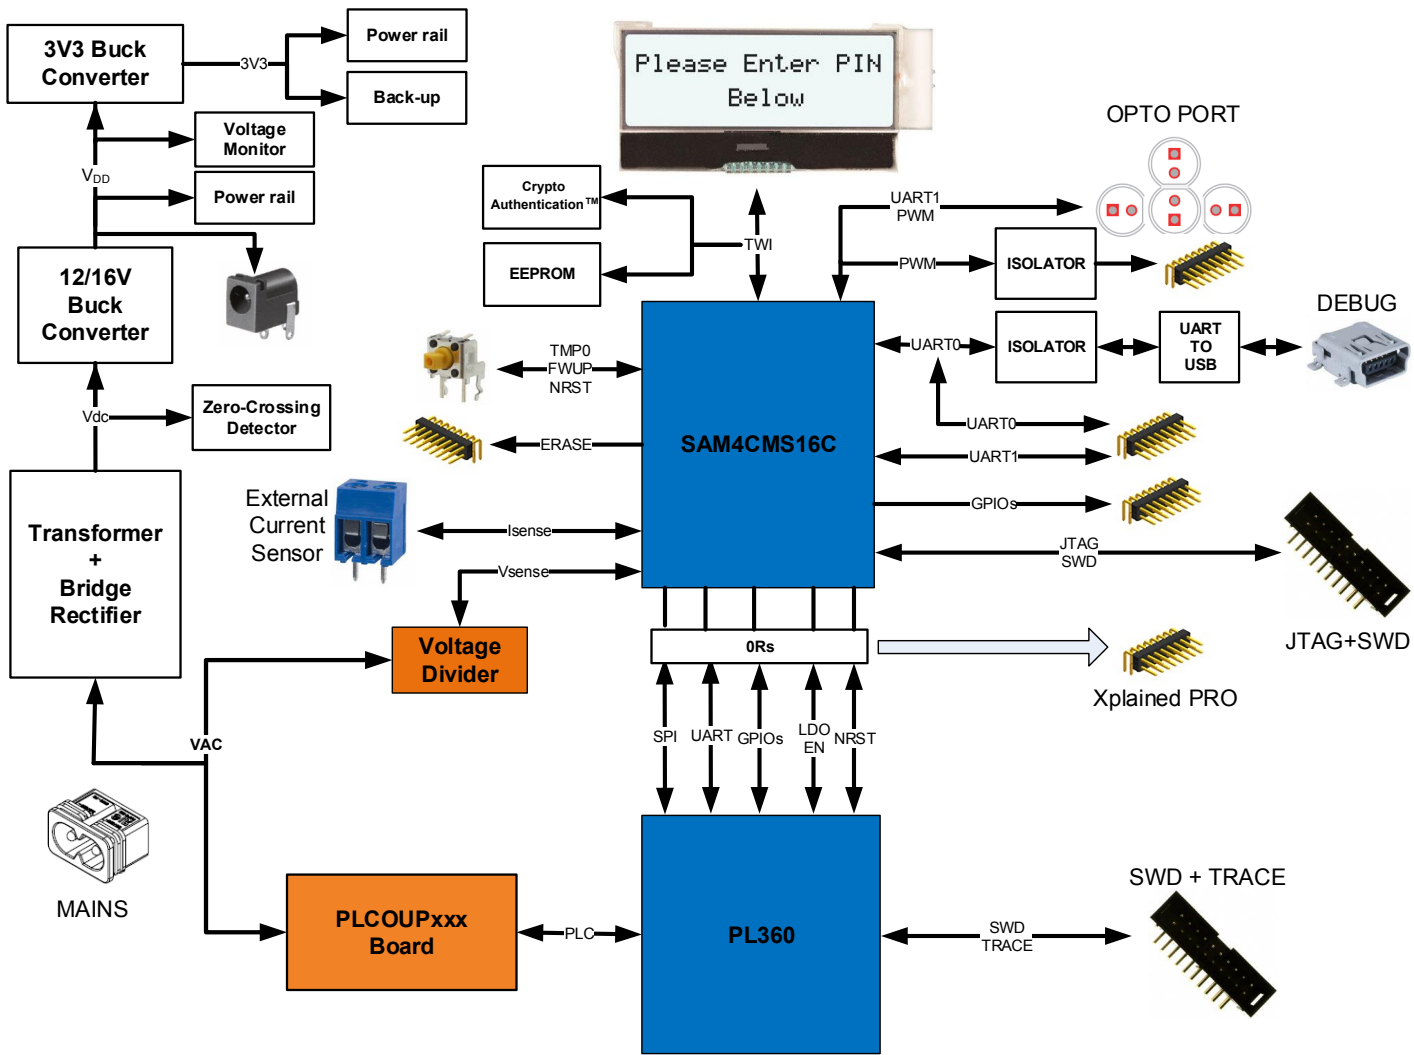 3V3 Buck
Converter
3V3
Power rail
Back-up
Voltage
Monitor
VDD
Power rail
12/16V
Buck
Converter
Vdc
Zero-Crossing
Detector
Transformer
+
Bridge
Rectifier
VAC
MAINS
Please Enter PIN
Below
Crypto
Authentication™
EEPROM
TWI
OPTO PORT
UART1
PWM
PWM
ISOLATOR
DEBUG
UART0
ISOLATOR
UART
TO
USB
TMP0
FWUP
NRST
ERASE
SAM4CMS16C
UART0
UART1
GPIOs
External
Current
Sensor
Isense
Vsense
JTAG
SWD
JTAG+SWD
Voltage
Divider
0Rs
Xplained PRO
SPI
UART
GPIOs
LDO
EN
NRST
PLCOUPxxx
Board
PLC
PL360
SWD
TRACE
SWD + TRACE